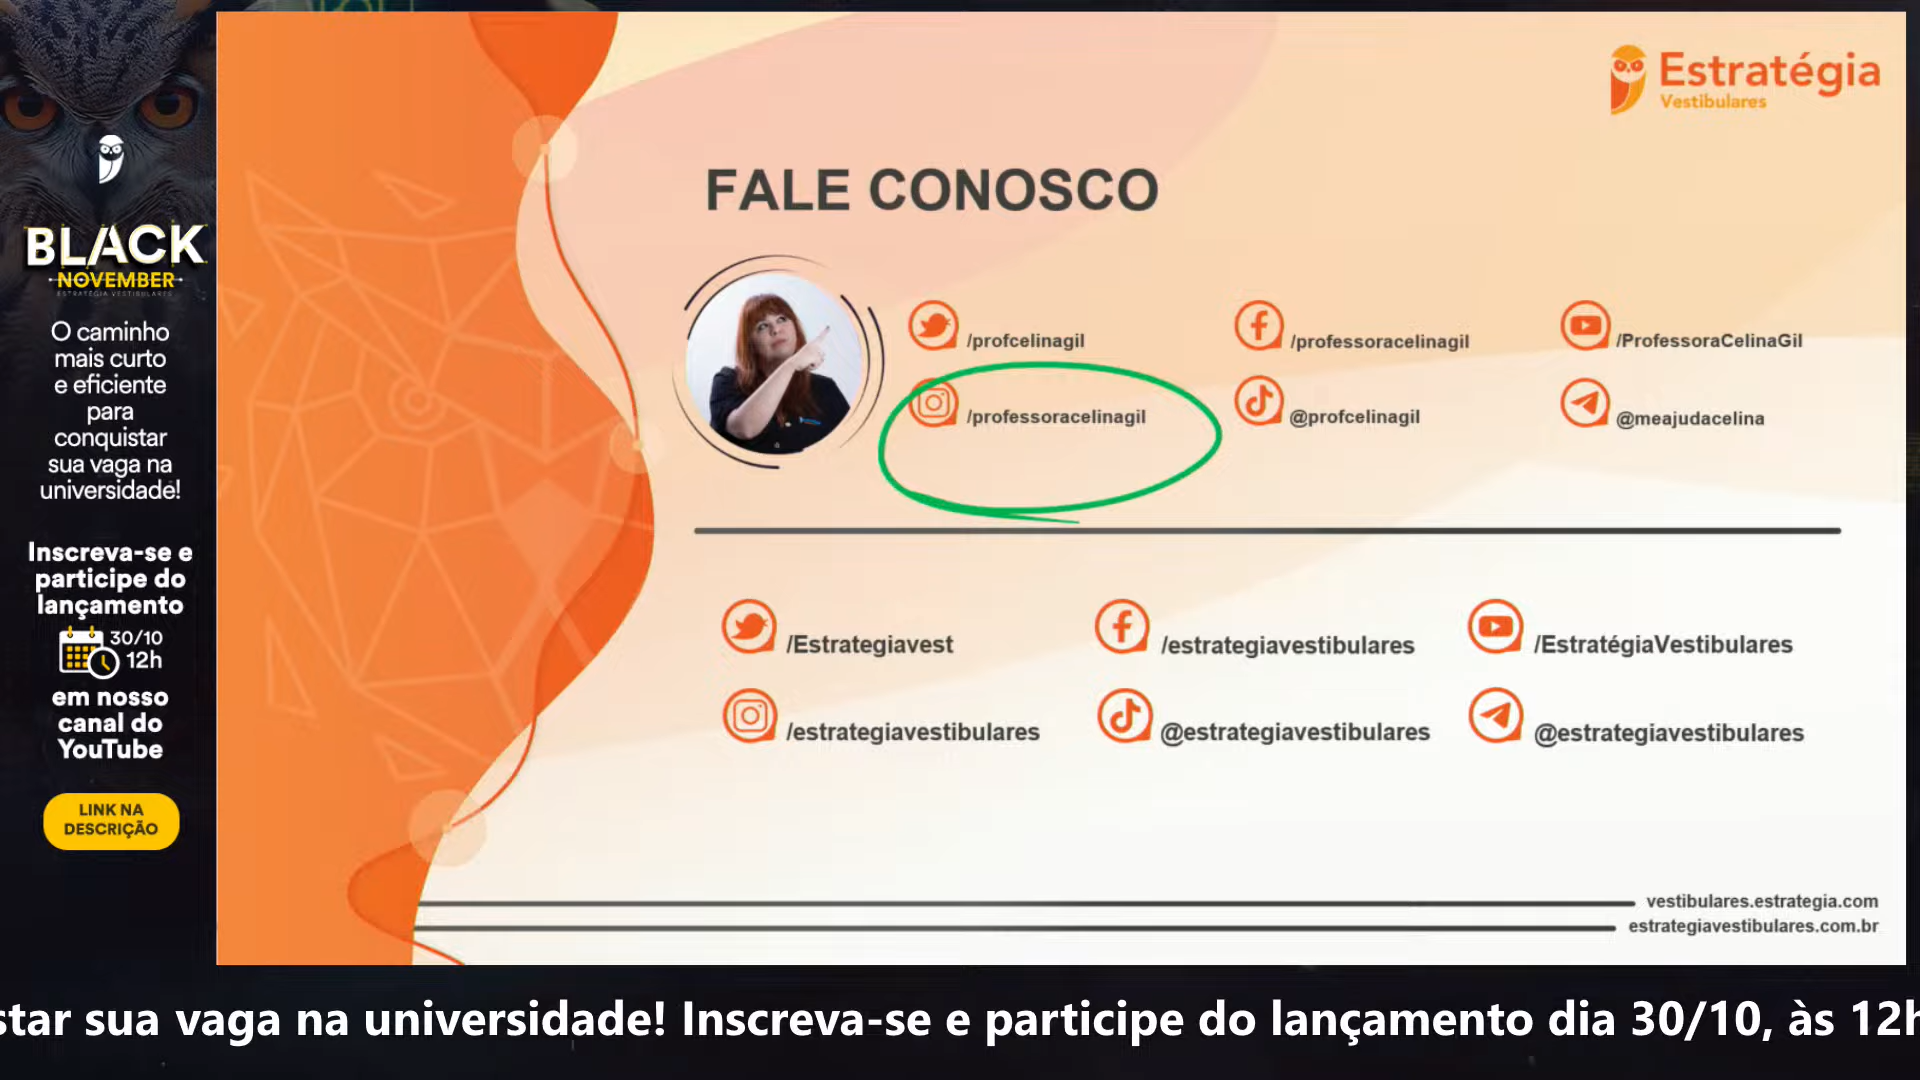 BLACK
NOVEMBER
ESTRATÉGIA VESTIBULARES
O caminho
mais curto
e eficiente
para
conquistar
sua vaga na
universidade!
Inscreva-se e
participe do
lançamento
30/10
12h
em nosso
canal do
YouTube
LINK NA
DESCRIÇÃO
Estratégia
Vestibulares
FALE CONOSCO
/profcelinagil
/professoracelinagil
/ProfessoraCelinaGil
/professoracelinagil
@profcelinagil
@meajudacelina
/Estrategiavest
/estrategiavestibulares
/EstratégiaVestibulares
/estrategiavestibulares
@estrategiavestibulares
@estrategiavestibulares
vestibulares.estrategia.com
estrategiavestibulares.com.br
star sua vaga na universidade! Inscreva-se e participe do lançamento dia 30/10, às 12h